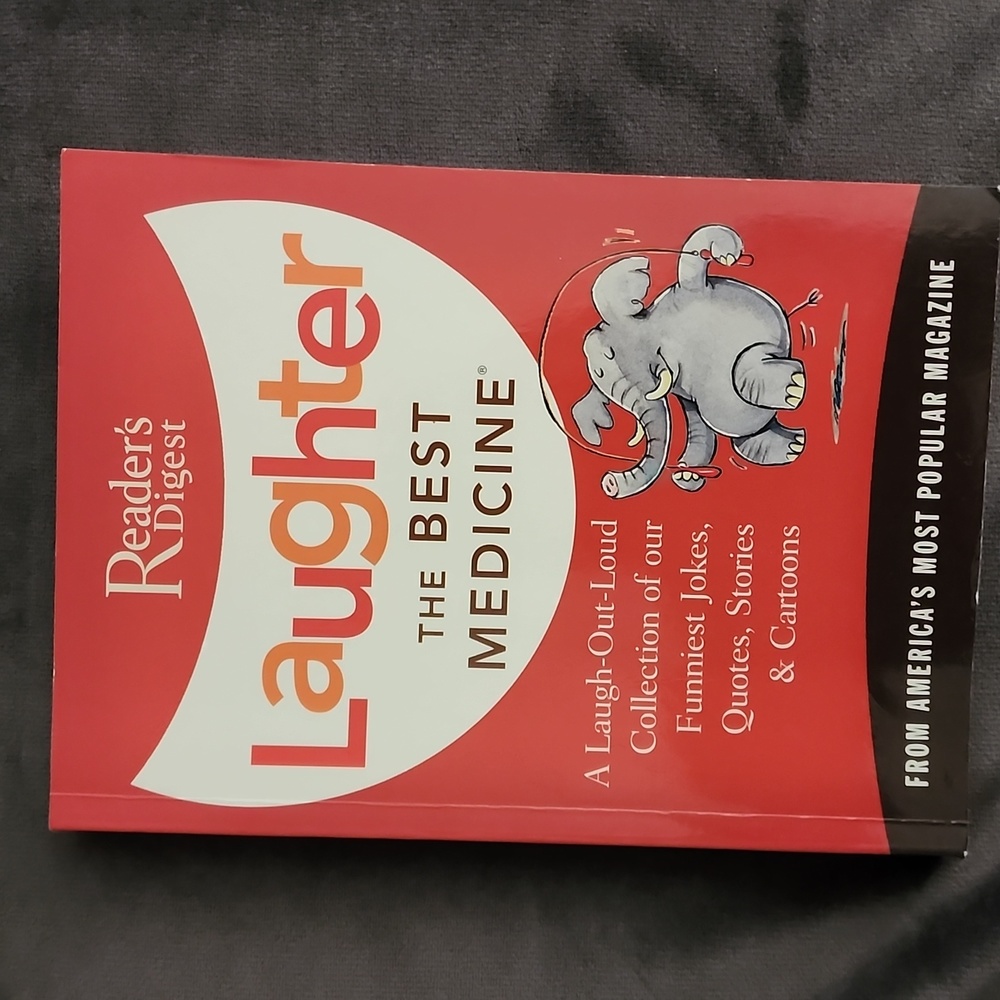 Reader's
Digest
Laughter
THE BEST
MEDICINE®
A Laugh-Out-Loud
Collection of our
Funniest Jokes,
Quotes, Stories
& Cartoons
FROM AMERICA'S MOST POPULAR MAGAZINE